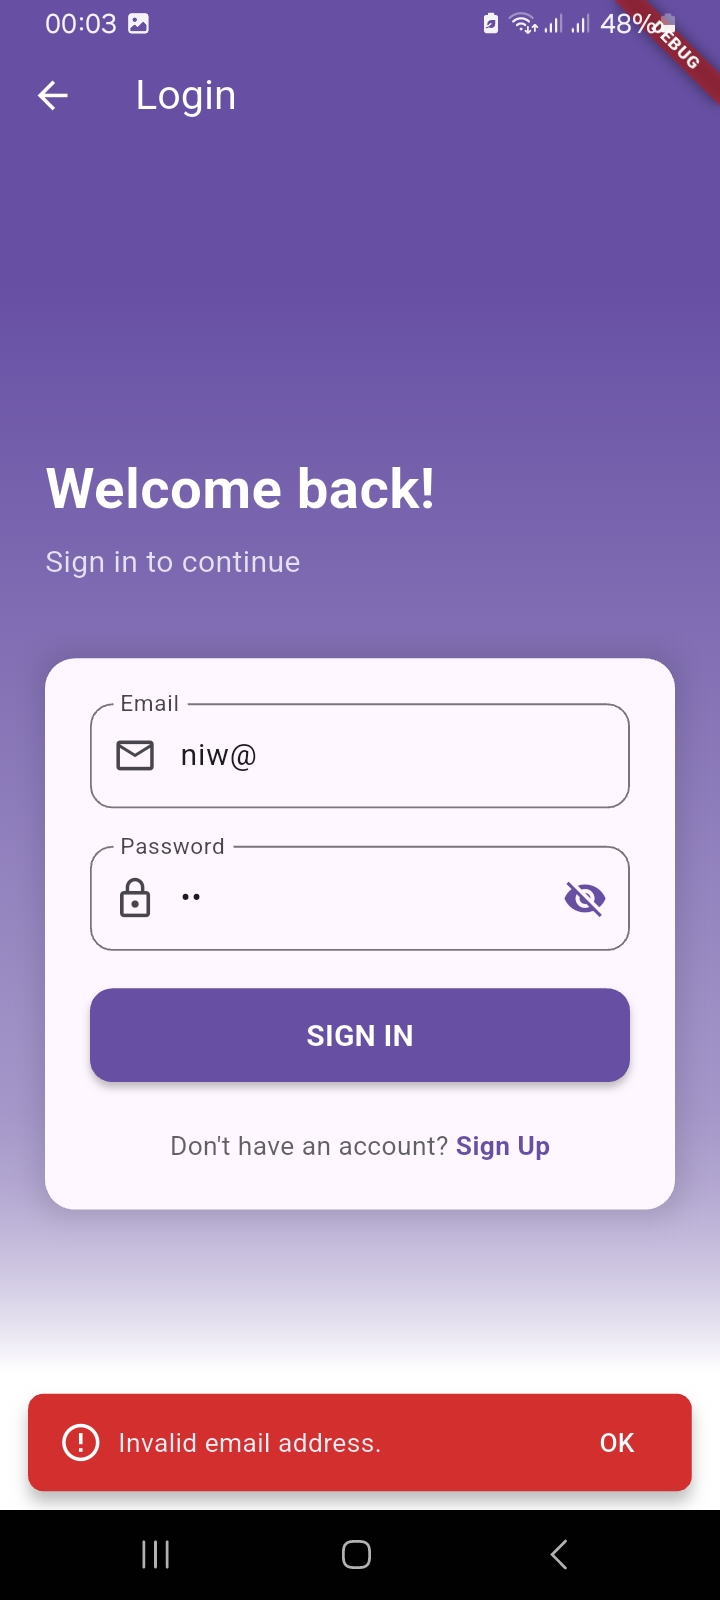 00:03
48%
DEBUG
Login
Welcome back!
Sign in to continue
Email
niw@
Password
••
SIGN IN
Don't have an account? Sign Up
Invalid email address.
OK